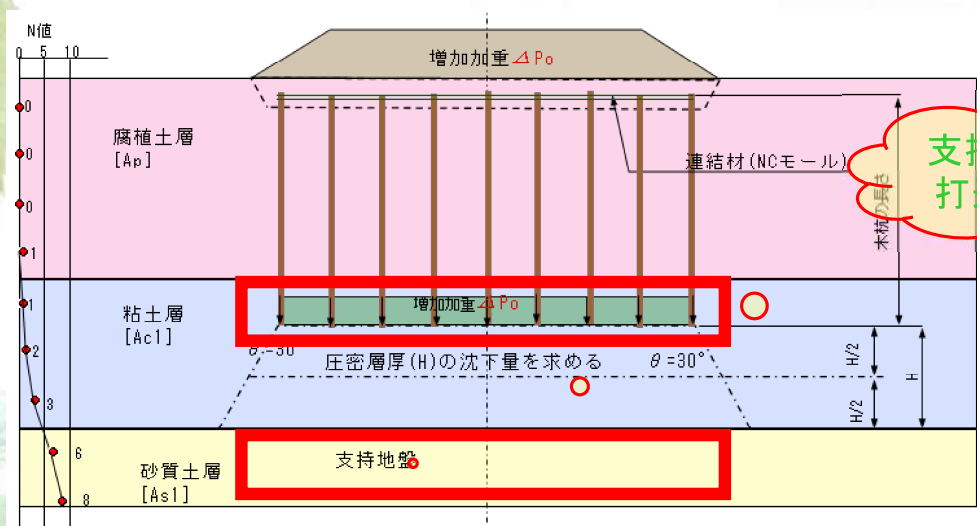 N値
0 5 10
増加加重⊿Po
0
腐植土層
[Ap]
0
連結材(NCモール)
支持
打
木杭の長さ
0
1
1
増加加重⊿Po
粘土層
[Ac1]
2
θ=30°
圧密層厚(H)の沈下量を求める
θ=30°
H/2
H
3
H/2
6
支持地盤
砂質土層
[As1]
8